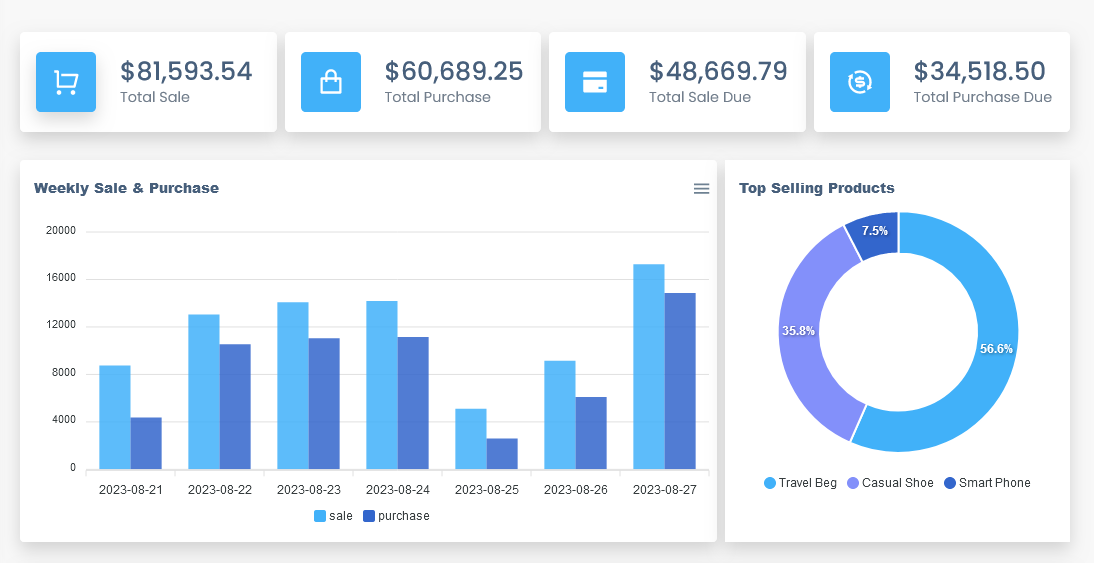 $81,593.54
Total Sale
$60,689.25
Total Purchase
$48,669.79
Total Sale Due
$34,518.50
Total Purchase Due
Weekly Sale & Purchase
20000
16000
12000
8000
4000
0
2023-08-21 2023-08-22 2023-08-23 2023-08-24 2023-08-25 2023-08-26 2023-08-27
sale purchase
Top Selling Products
7.5%
35.8%
56.6%
Travel Beg Casual Shoe Smart Phone